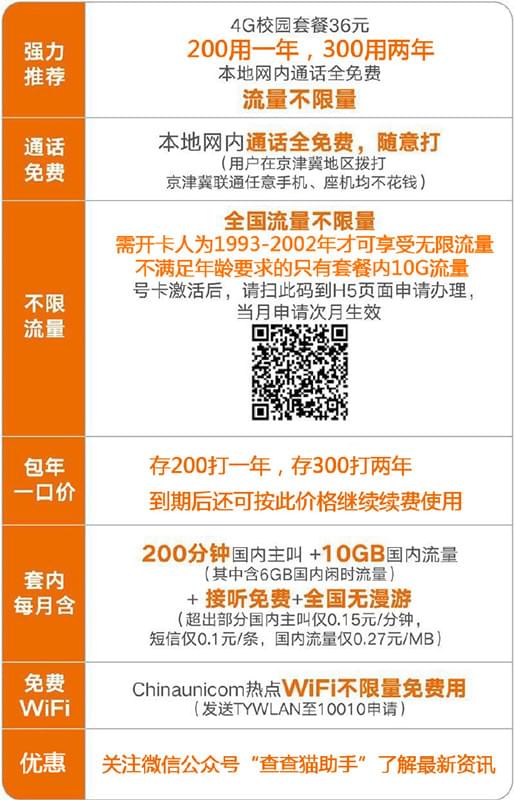 强力
推荐
4G校园套餐36元
200用一年，300用两年
本地网内通话全免费
流量不限量
通话
免费
本地网内通话全免费，随意打
（用户在京津冀地区拨打
京津冀联通任意手机、座机均不花钱）
不限
流量
全国流量不限量
需开卡人为1993-2002年才可享受无限流量
不满足年龄要求的只有套餐内10G流量
号卡激活后，请扫此码到H5页面申请办理，
当月申请次月生效
包年
一口价
存200打一年，存300打两年
到期后还可按此价格继续续费使用
套内
每月含
200分钟国内主叫 +10GB国内流量
（其中含6GB国内闲时流量）
+ 接听免费+全国无漫游
（超出部分国内主叫仅0.15元/分钟，
短信仅0.1元/条，国内流量仅0.27元/MB）
免费
WiFi
Chinaunicom热点WiFi不限量免费用
（发送TYWLAN至10010申请）
优惠
关注微信公众号“查查猫助手”了解最新资讯